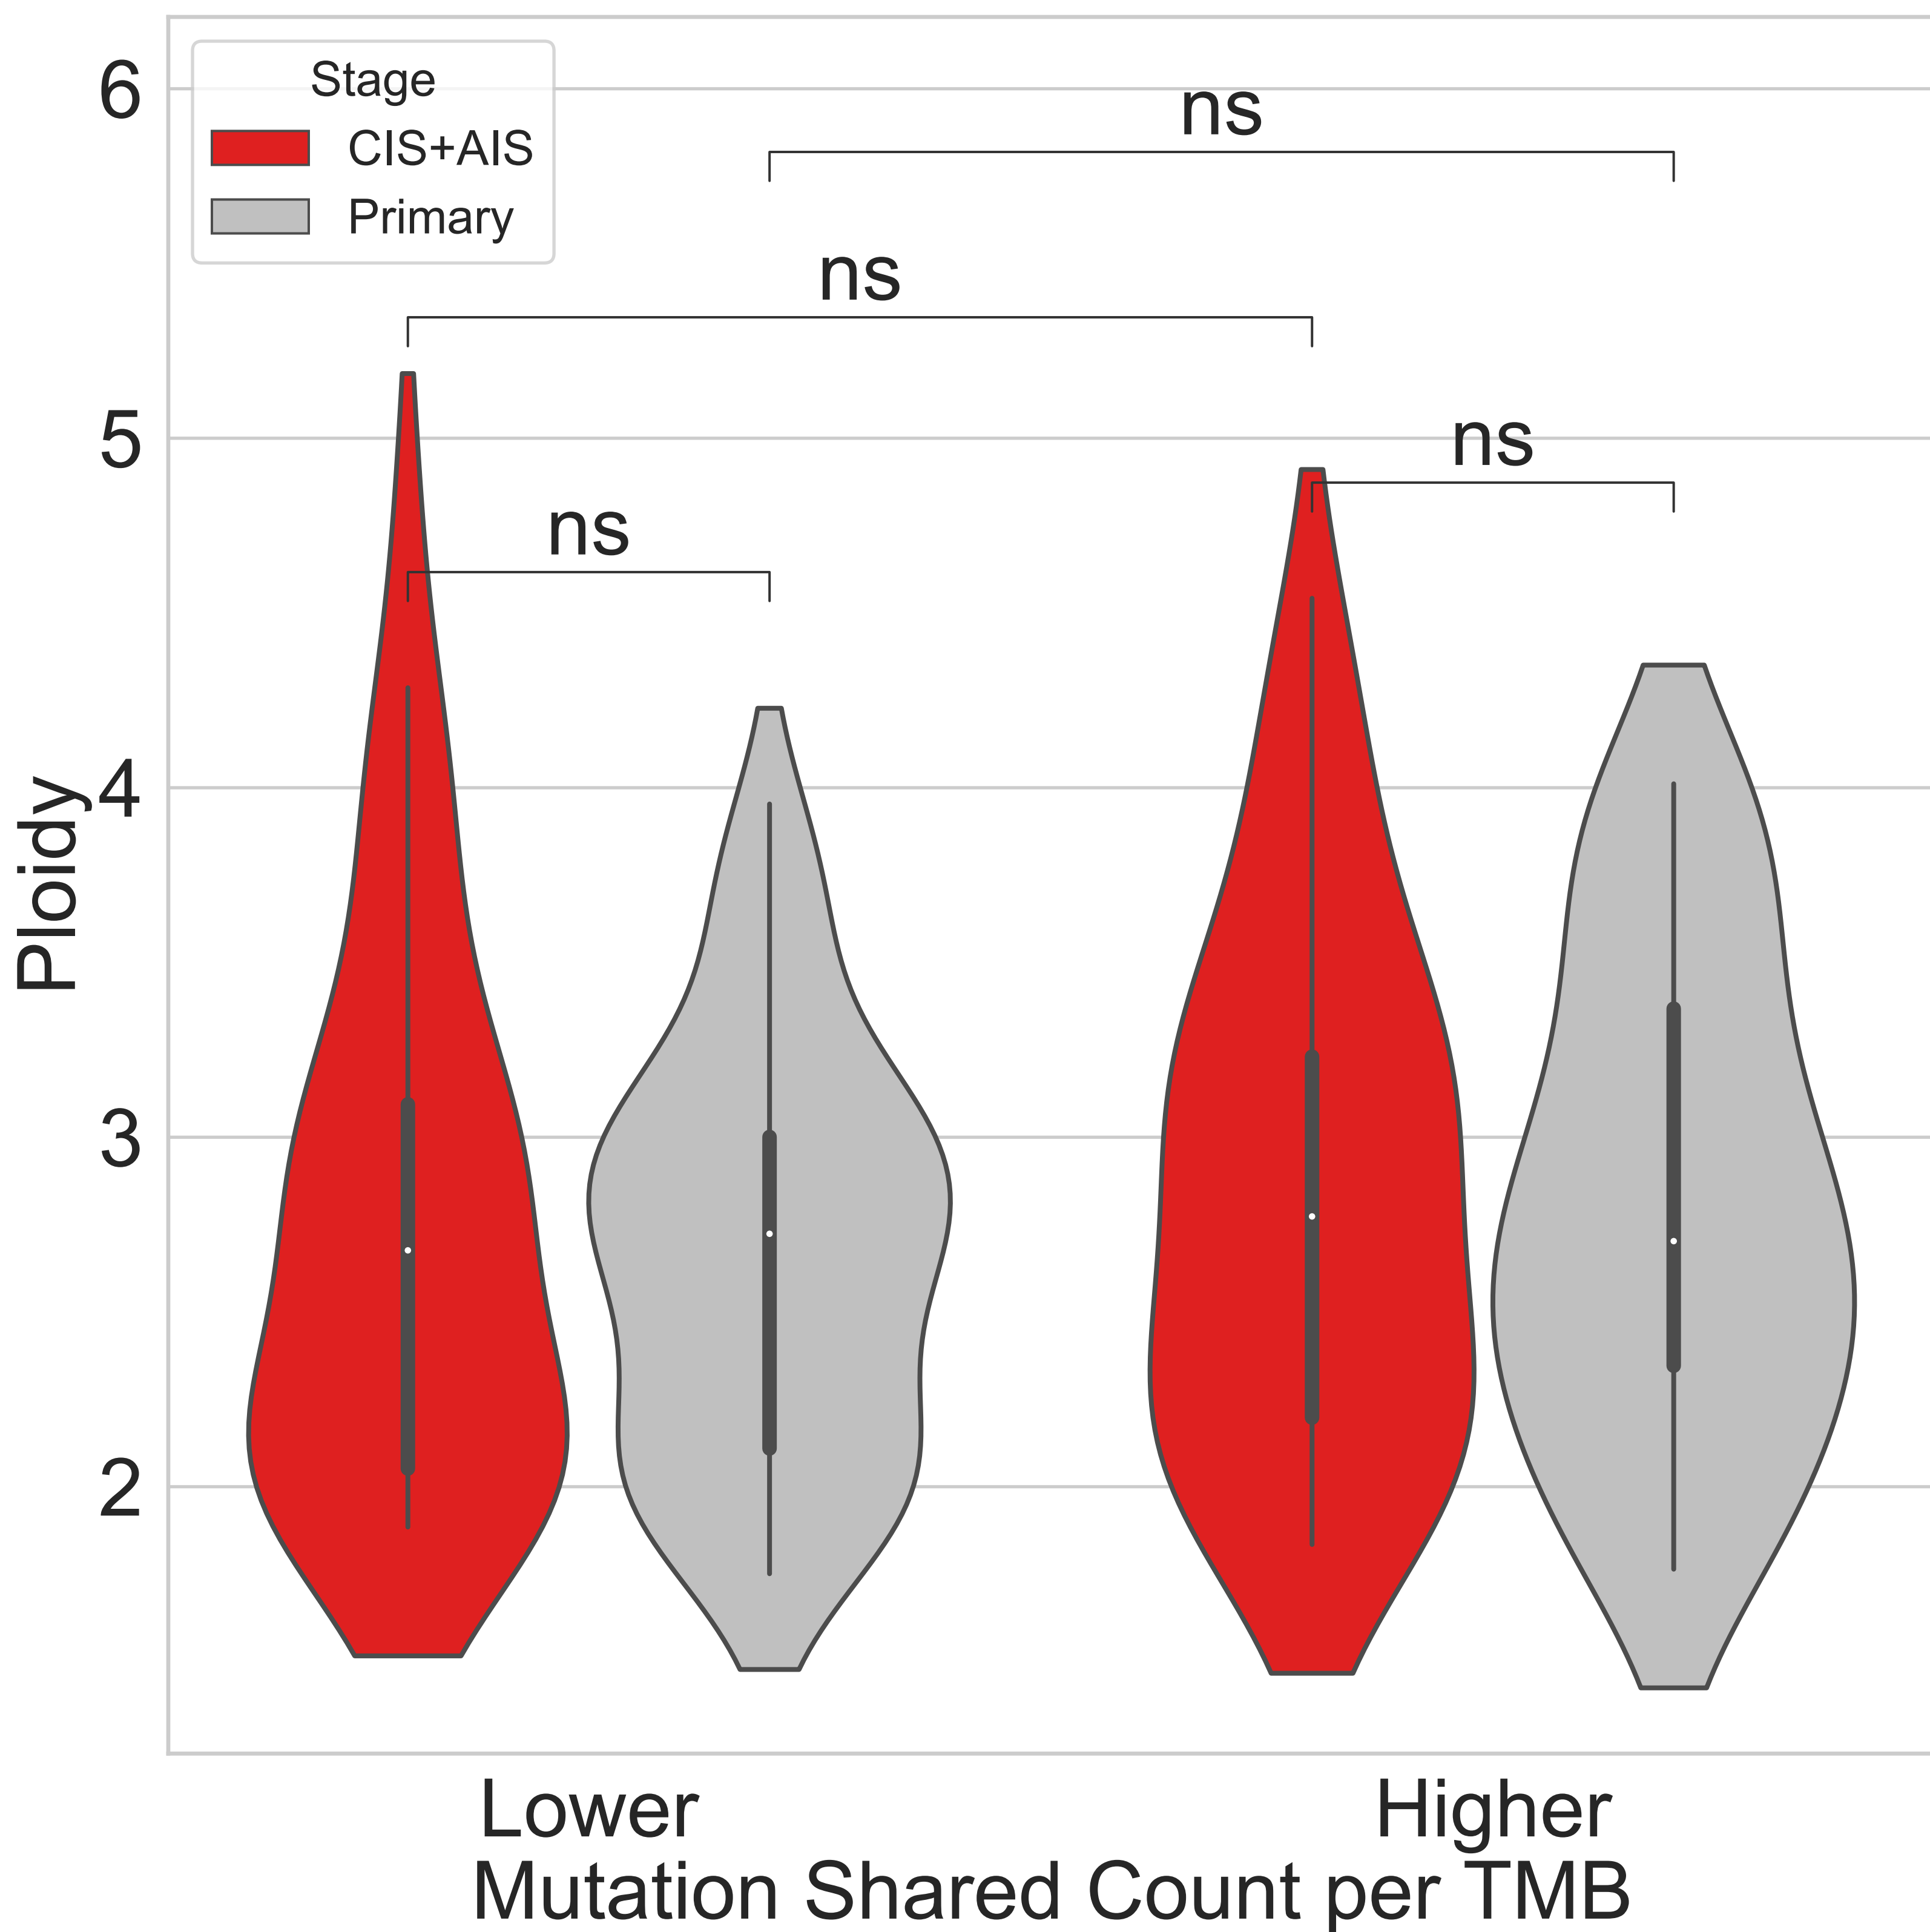 6
Stage
CIS+AIS
Primary
ns
ns
5
ns
ns
4
Ploidy
3
2
Lower
Higher
Mutation Shared Count per TMB